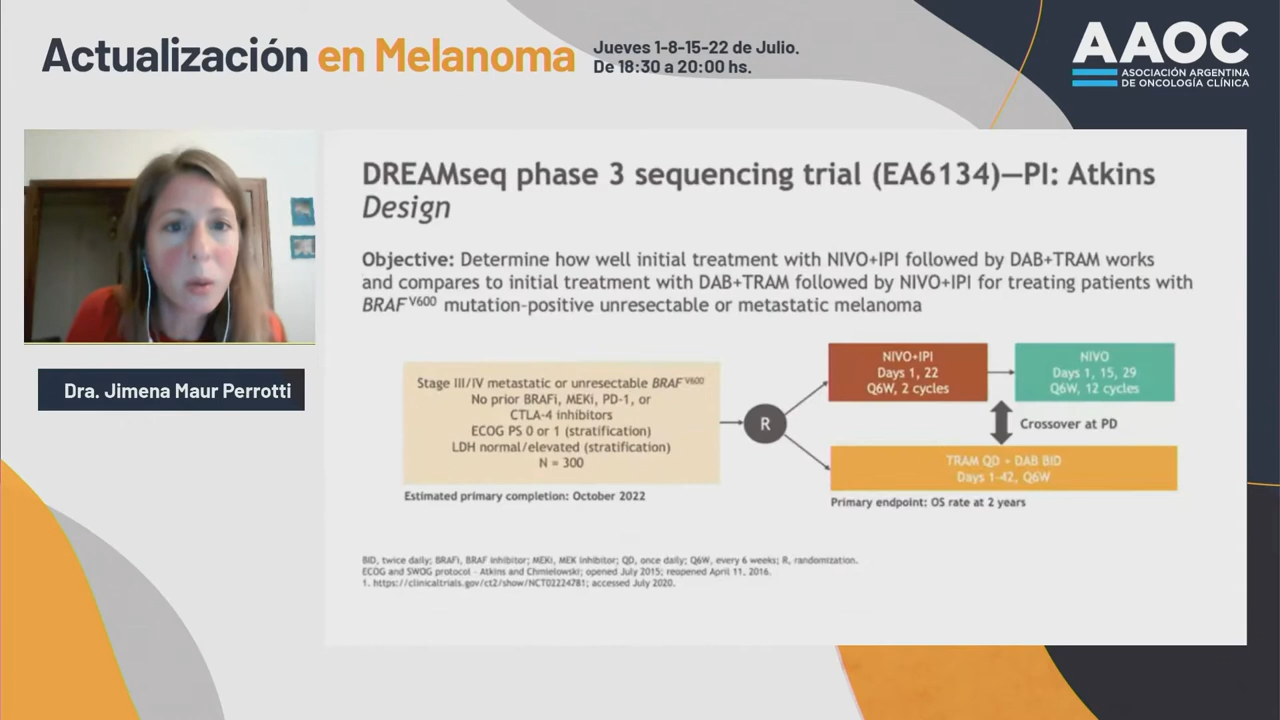 Actualización en Melanoma
Jueves 1-8-15-22 de Julio.
De 18:30 a 20:00 hs.
AAOC
ASOCIACIÓN ARGENTINA
DE ONCOLOGÍA CLÍNICA
Dra. Jimena Maur Perrotti
DREAMseq phase 3 sequencing trial (EA6134)—PI: Atkins
Design
Objective: Determine how well initial treatment with NIVO+IPI followed by DAB+TRAM works
and compares to initial treatment with DAB+TRAM followed by NIVO+IPI for treating patients with
BRAF V600 mutation-positive unresectable or metastatic melanoma
Stage III/IV metastatic or unresectable BRAF V600
No prior BRAFi, MEKi, PD-1, or
CTLA-4 inhibitors
ECOG PS 0 or 1 (stratification)
LDH normal/elevated (stratification)
N = 300
Estimated primary completion: October 2022
R
NIVO+IPI
Days 1, 22
Q6W, 2 cycles
NIVO
Days 1, 15, 29
Q6W, 12 cycles
Crossover at PD
TRAM QD + DAB BID
Days 1-42, Q6W
Primary endpoint: OS rate at 2 years
BID, twice daily; BRAFi, BRAF inhibitor; MEKi, MEK inhibitor; QD, once daily; Q6W, every 6 weeks; R, randomization.
ECOG and SWOG protocol - Atkins and Chmielowski; opened July 2015; reopened April 11, 2016.
1. https://clinicaltrials.gov/ct2/show/NCT02224781; accessed July 2020.